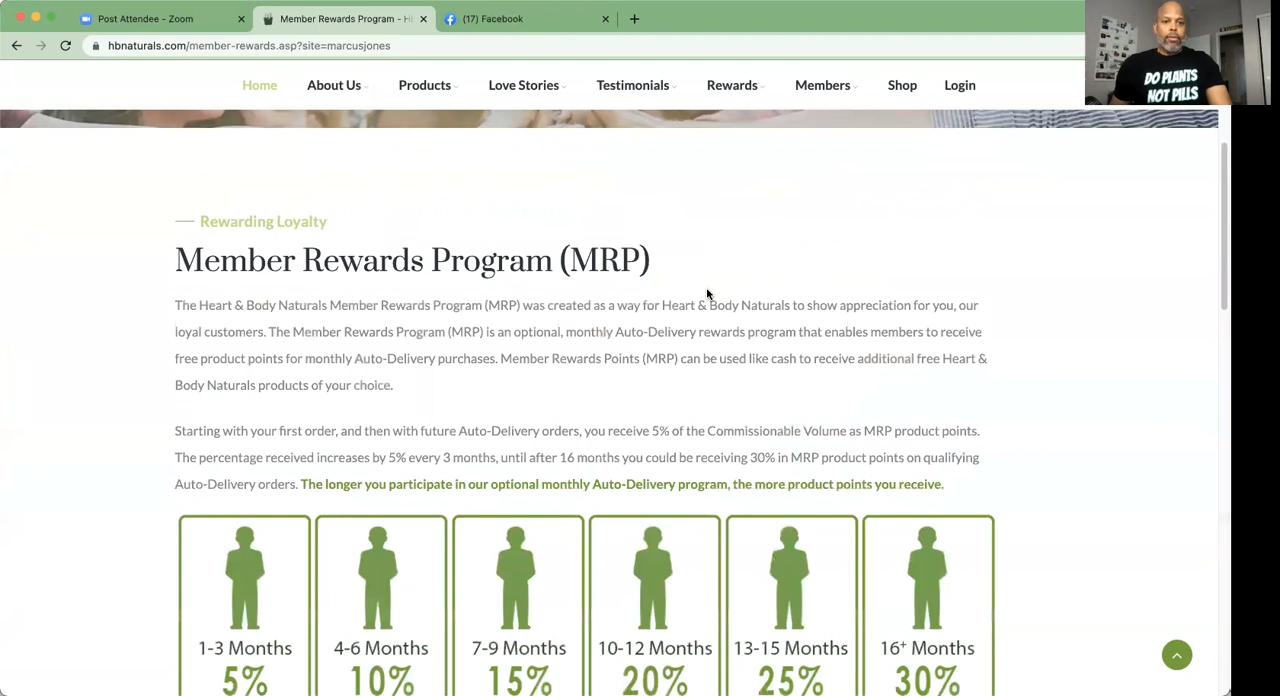 Post Attendee - Zoom
Member Rewards Program - H
(17) Facebook
hbnaturals.com/member-rewards.asp?site=marcusjones
Home About Us Products Love Stories Testimonials Rewards Members Shop Login
DO PLANTS
NOT PILLS
Rewarding Loyalty
Member Rewards Program (MRP)
The Heart & Body Naturals Member Rewards Program (MRP) was created as a way for Heart & Body Naturals to show appreciation for you, our
loyal customers. The Member Rewards Program (MRP) is an optional, monthly Auto-Delivery rewards program that enables members to receive
free product points for monthly Auto-Delivery purchases. Member Rewards Points (MRP) can be used like cash to receive additional free Heart &
Body Naturals products of your choice.
Starting with your first order, and then with future Auto-Delivery orders, you receive 5% of the Commissionable Volume as MRP product points.
The percentage received increases by 5% every 3 months, until after 16 months you could be receiving 30% in MRP product points on qualifying
Auto-Delivery orders. The longer you participate in our optional monthly Auto-Delivery program, the more product points you receive.
1-3 Months 4-6 Months 7-9 Months 10-12 Months 13-15 Months 16+ Months
5% 10% 15% 20% 25% 30%